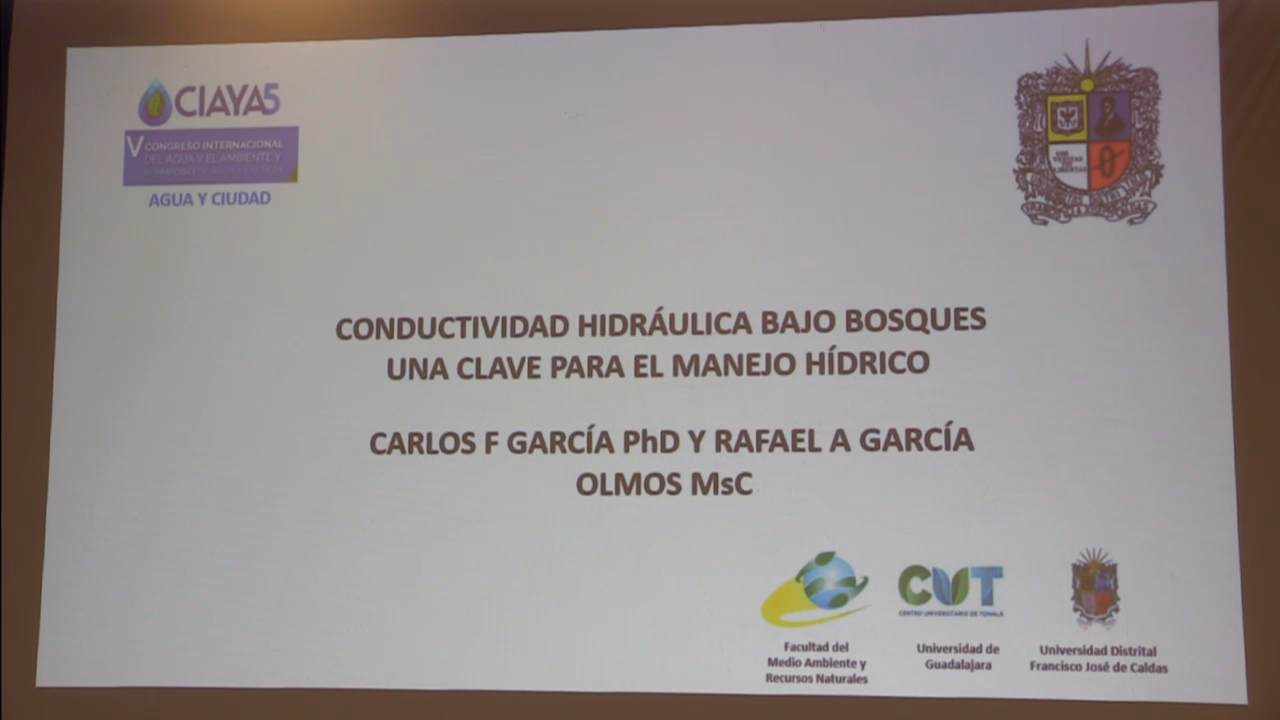 CIAYA5
V CONGRESO INTERNACIONAL
DEL AGUA Y EL AMBIENTE Y
AGUA Y CIUDAD
CONDUCTIVIDAD HIDRÁULICA BAJO BOSQUES
UNA CLAVE PARA EL MANEJO HÍDRICO
CARLOS F GARCÍA PhD Y RAFAEL A GARCÍA
OLMOS MsC
CUT
CENTRO UNIVERSITARIO DE TONALÁ
Facultad del
Medio Ambiente y
Recursos Naturales
Universidad de
Guadalajara
Universidad Distrital
Francisco José de Caldas